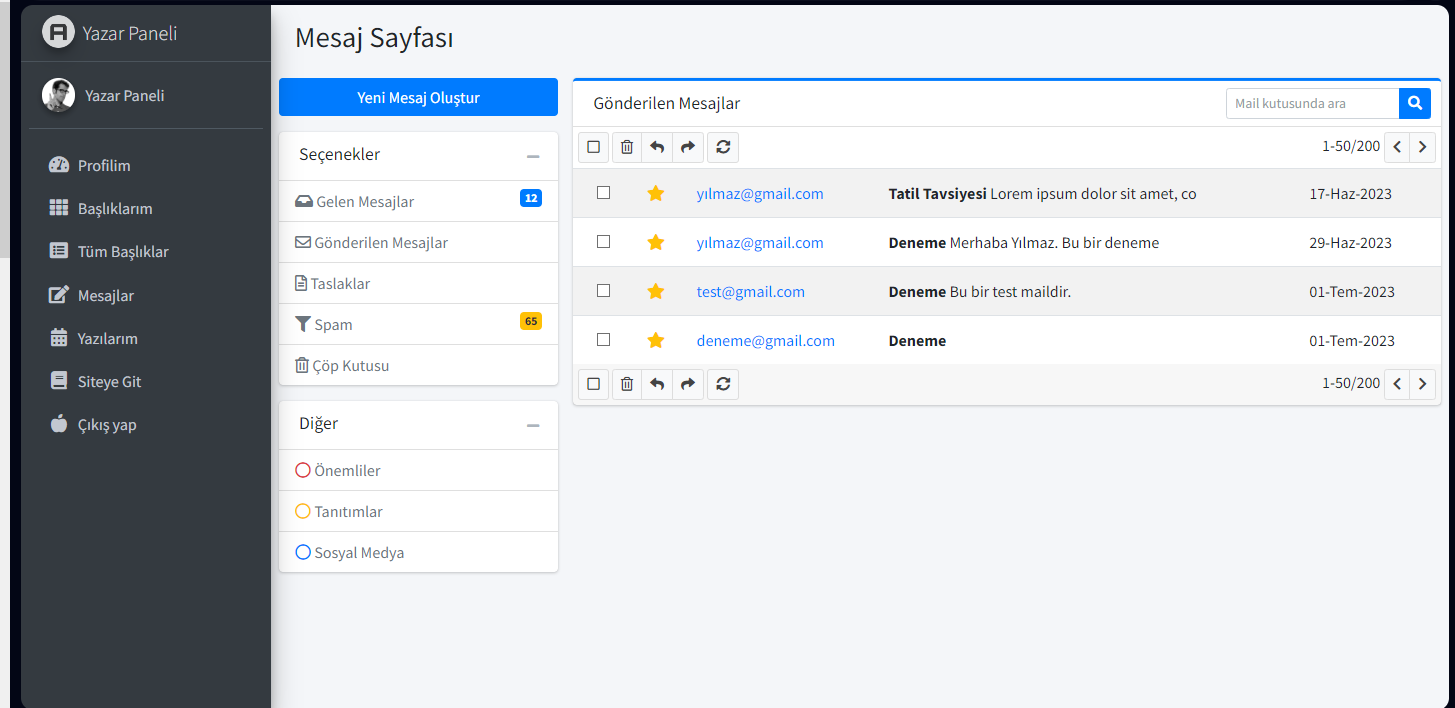 Yazar Paneli
Yazar Paneli
Profilim
Başlıklarım
Tüm Başlıklar
Mesajlar
Yazılarım
Siteye Git
Çıkış yap
Mesaj Sayfası
Yeni Mesaj Oluştur
Seçenekler
Gelen Mesajlar 12
Gönderilen Mesajlar
Taslaklar
Spam 65
Çöp Kutusu
Diğer
Önemliler
Tanıtımlar
Sosyal Medya
Gönderilen Mesajlar
Mail kutusunda ara
1-50/200
yılmaz@gmail.com Tatil Tavsiyesi Lorem ipsum dolor sit amet, co 17-Haz-2023
yılmaz@gmail.com Deneme Merhaba Yılmaz. Bu bir deneme 29-Haz-2023
test@gmail.com Deneme Bu bir test maildir. 01-Tem-2023
deneme@gmail.com Deneme 01-Tem-2023
1-50/200